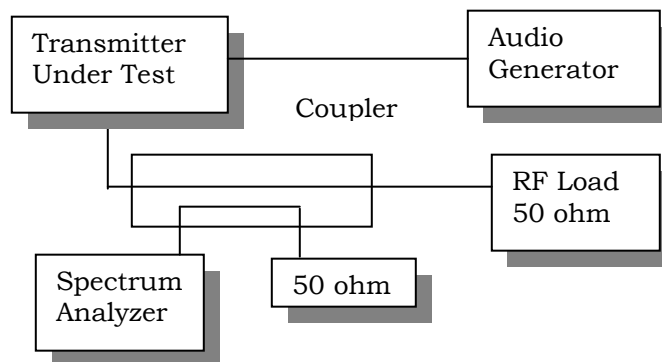 Transmitter
Under Test
Audio
Generator
Coupler
RF Load
50 ohm
Spectrum
Analyzer
50 ohm